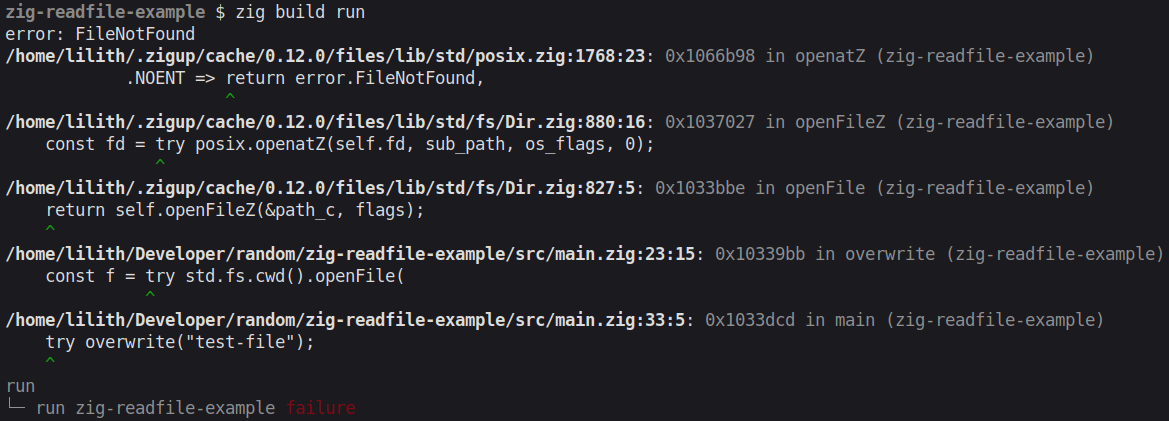 zig-readfile-example $ zig build run
error: FileNotFound
/home/lilith/.zigup/cache/0.12.0/files/lib/std/posix.zig:1768:23: 0x1066b98 in openatZ (zig-readfile-example)
            .NOENT => return error.FileNotFound,
                      ^
/home/lilith/.zigup/cache/0.12.0/files/lib/std/fs/Dir.zig:880:16: 0x1037027 in openFileZ (zig-readfile-example)
    const fd = try posix.openatZ(self.fd, sub_path, os_flags, 0);
               ^
/home/lilith/.zigup/cache/0.12.0/files/lib/std/fs/Dir.zig:827:5: 0x1033bbe in openFile (zig-readfile-example)
    return self.openFileZ(&path_c, flags);
    ^
/home/lilith/Developer/random/zig-readfile-example/src/main.zig:23:15: 0x10339bb in overwrite (zig-readfile-example)
    const f = try std.fs.cwd().openFile(
              ^
/home/lilith/Developer/random/zig-readfile-example/src/main.zig:33:5: 0x1033dcd in main (zig-readfile-example)
    try overwrite("test-file");
    ^
run
└─ run zig-readfile-example failure